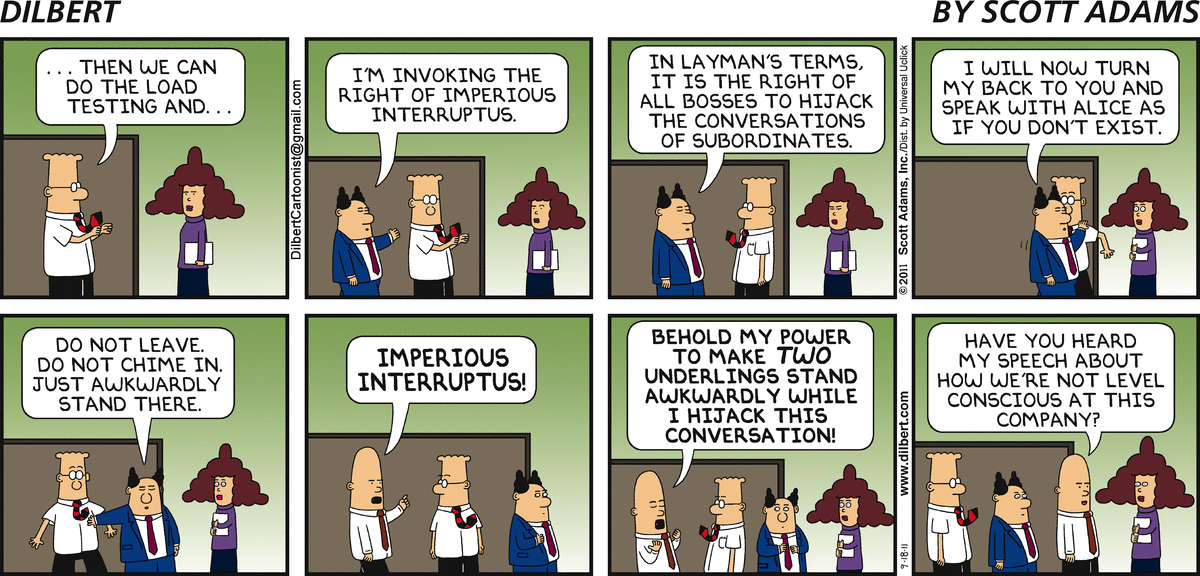 DILBERT
BY SCOTT ADAMS
. . . THEN WE CAN
DO THE LOAD
TESTING AND. . .
DilbertCartoonist@gmail.com
I'M INVOKING THE
RIGHT OF IMPERIOUS
INTERRUPTUS.
IN LAYMAN'S TERMS,
IT IS THE RIGHT OF
ALL BOSSES TO HIJACK
THE CONVERSATIONS
OF SUBORDINATES.
© 2011 Scott Adams, Inc./Dist. by Universal Uclick
I WILL NOW TURN
MY BACK TO YOU AND
SPEAK WITH ALICE AS
IF YOU DON'T EXIST.
DO NOT LEAVE.
DO NOT CHIME IN.
JUST AWKWARDLY
STAND THERE.
IMPERIOUS
INTERRUPTUS!
BEHOLD MY POWER
TO MAKE TWO
UNDERLINGS STAND
AWKWARDLY WHILE
I HIJACK THIS
CONVERSATION!
9-18-11
www.dilbert.com
HAVE YOU HEARD
MY SPEECH ABOUT
HOW WE'RE NOT LEVEL
CONSCIOUS AT THIS
COMPANY?